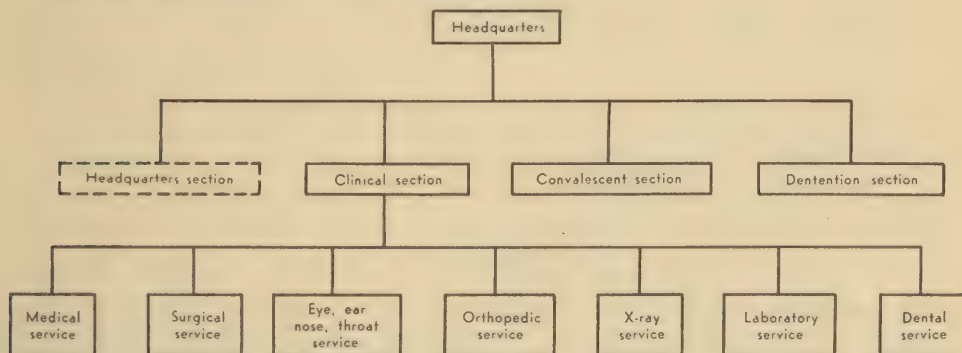 Headquarters
Headquarters section
Clinical section
Convalescent section
Dentention section
Medical
service
Surgical
service
Eye, ear
nose, throat
service
Orthopedic
service
X-ray
service
Laboratory
service
Dental
service